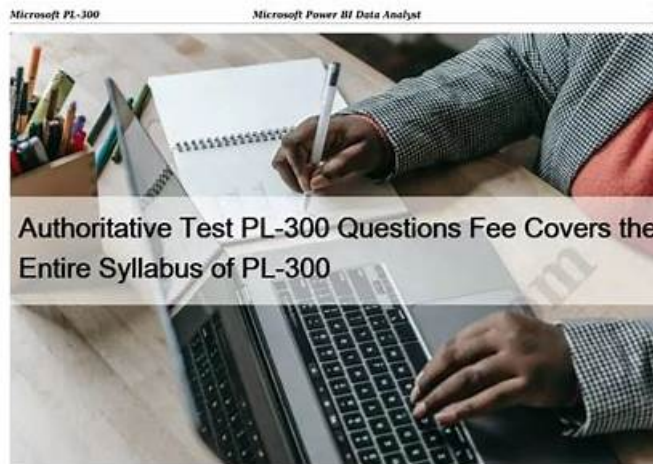 Microsoft PL-300 Microsoft Power BI Data Analyst
Authoritative Test PL-300 Questions Fee Covers the
Entire Syllabus of PL-300